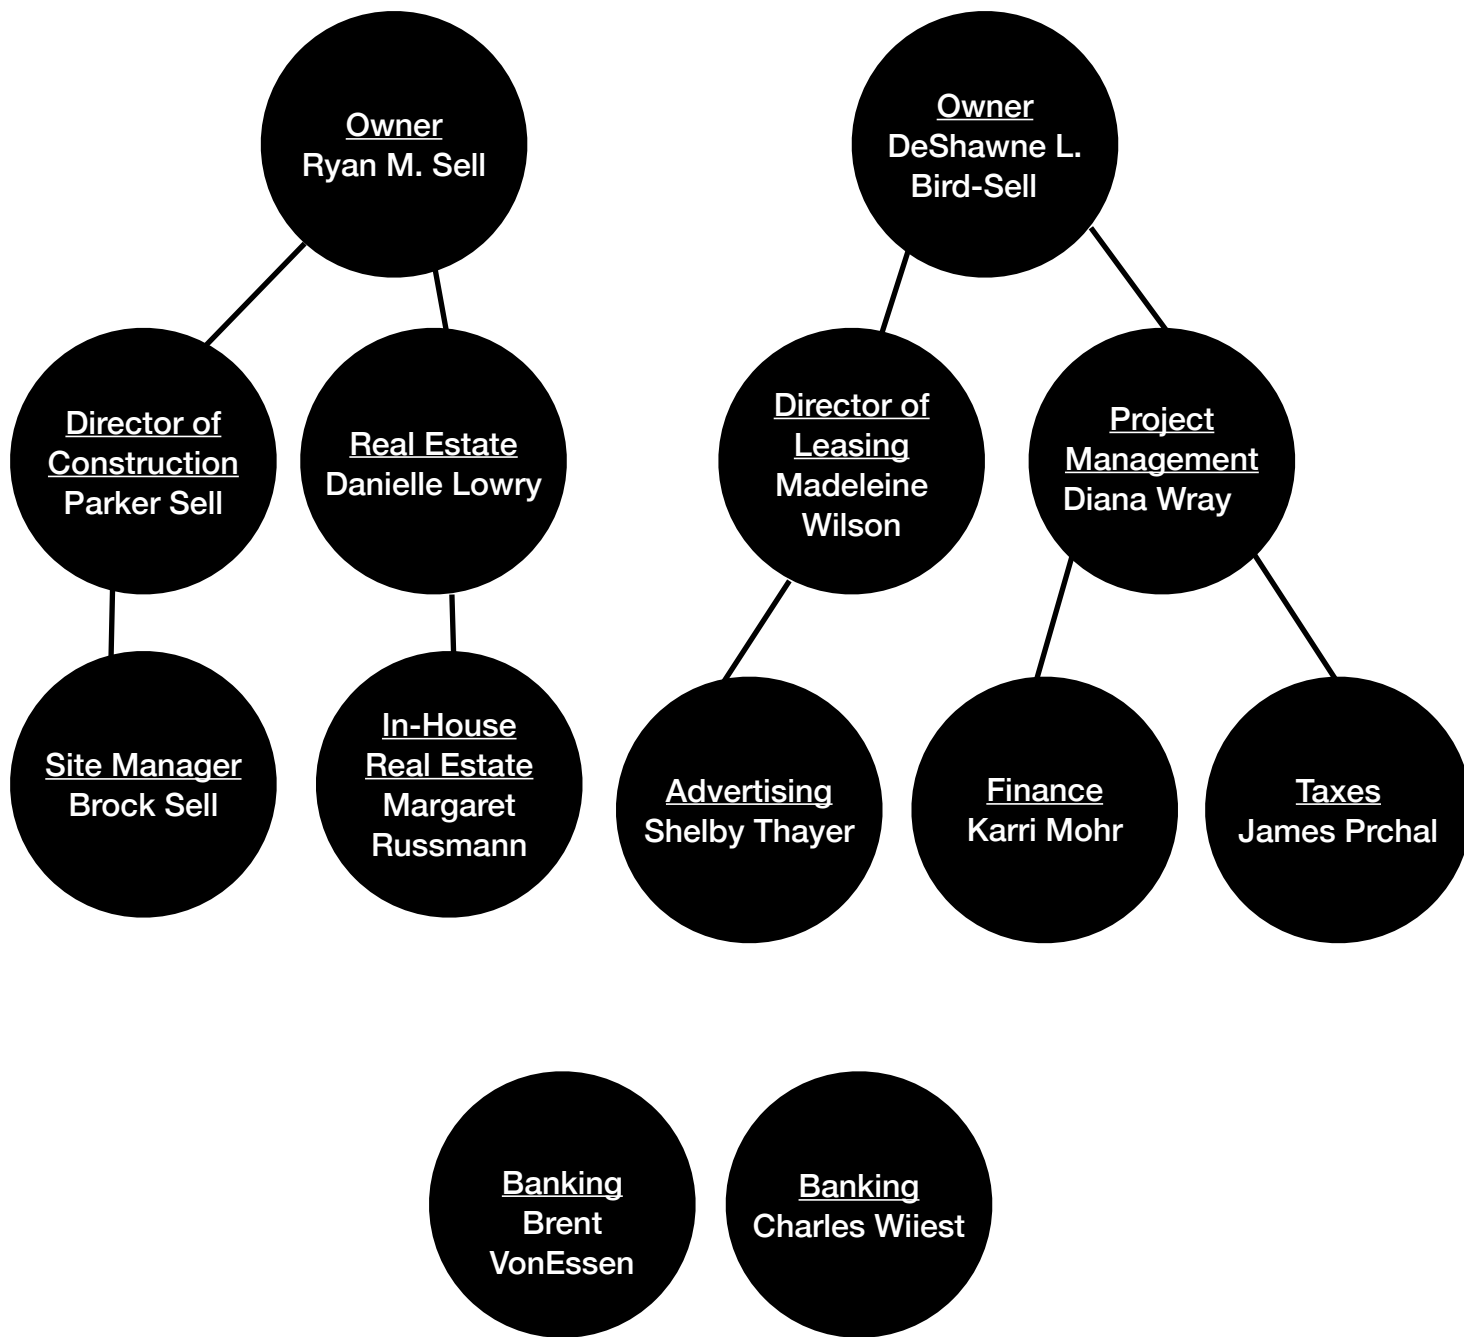 Owner
Ryan M. Sell
Owner
DeShawne L.
Bird-Sell
Director of
Construction
Parker Sell
Real Estate
Danielle Lowry
Director of
Leasing
Madeleine
Wilson
Project
Management
Diana Wray
Site Manager
Brock Sell
In-House
Real Estate
Margaret
Russmann
Advertising
Shelby Thayer
Finance
Karri Mohr
Taxes
James Prchal
Banking
Brent
VonEssen
Banking
Charles Wiiest